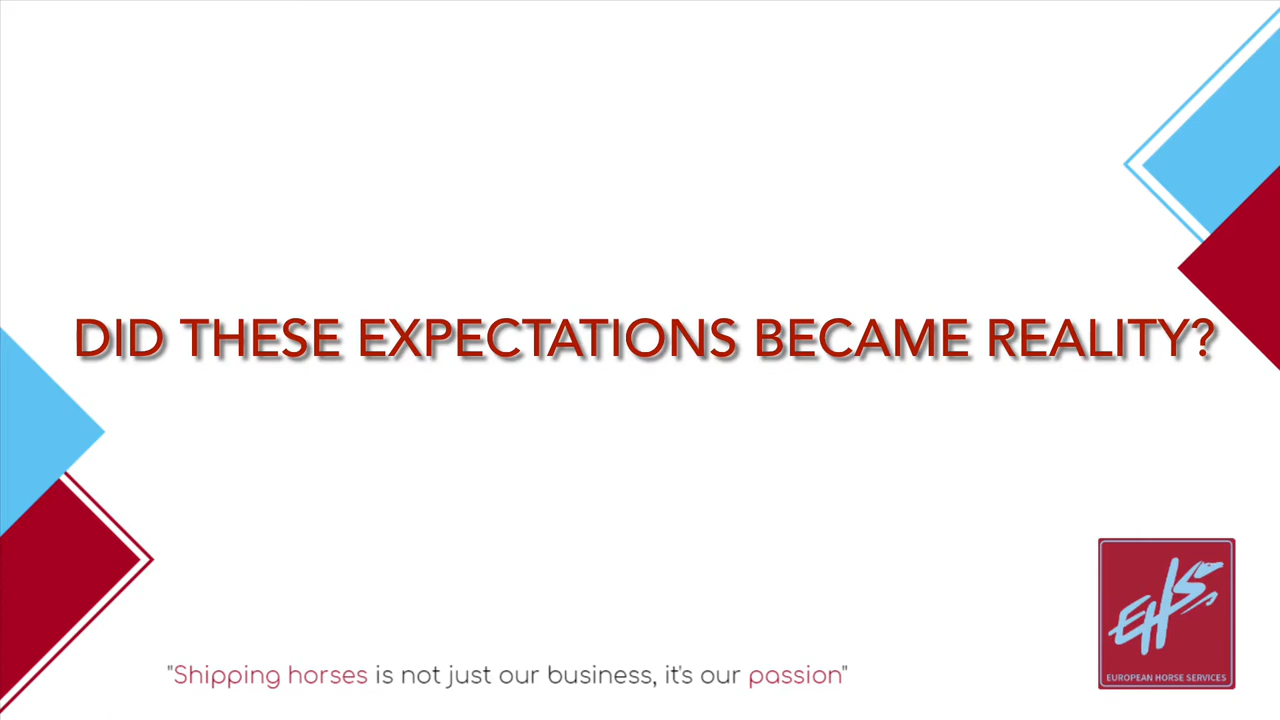 DID THESE EXPECTATIONS BECAME REALITY?
EHS
EUROPEAN HORSE SERVICES
"Shipping horses is not just our business, it's our passion"